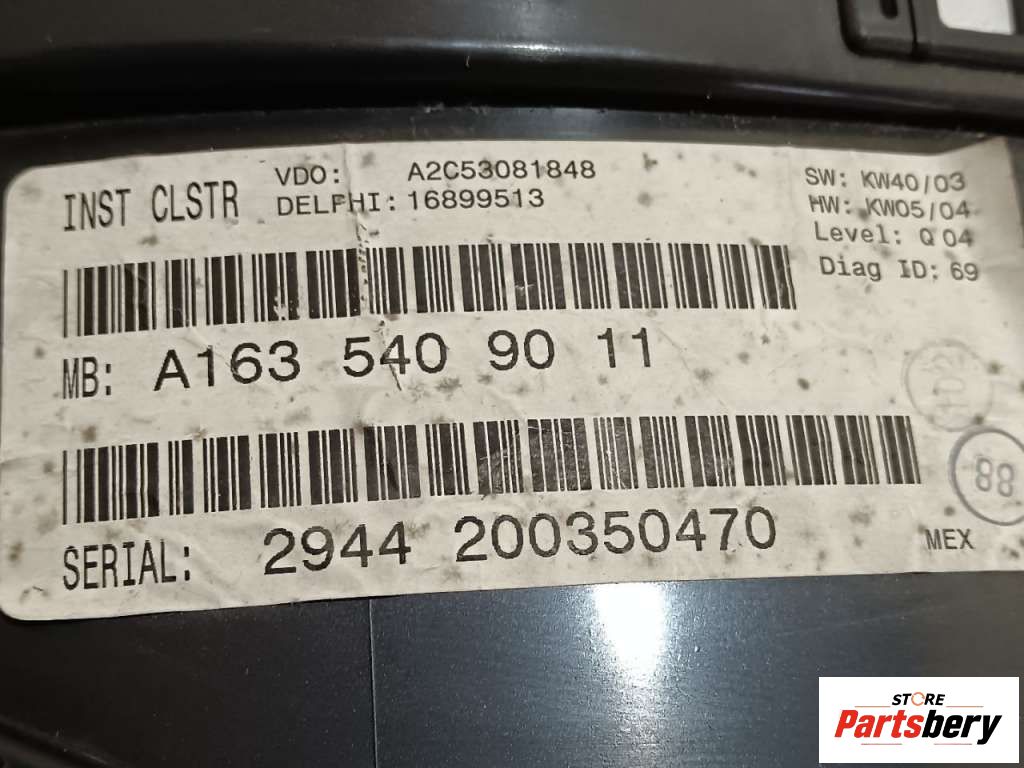 INST CLSTR
VDO: A2C53081848
DELPHI: 16899513
SW: KW40/03
HW: KW05/04
Level: Q 04
Diag ID: 69
MB: A163 540 90 11
SERIAL: 2944 200350470
88
MEX
STORE
Partsbery